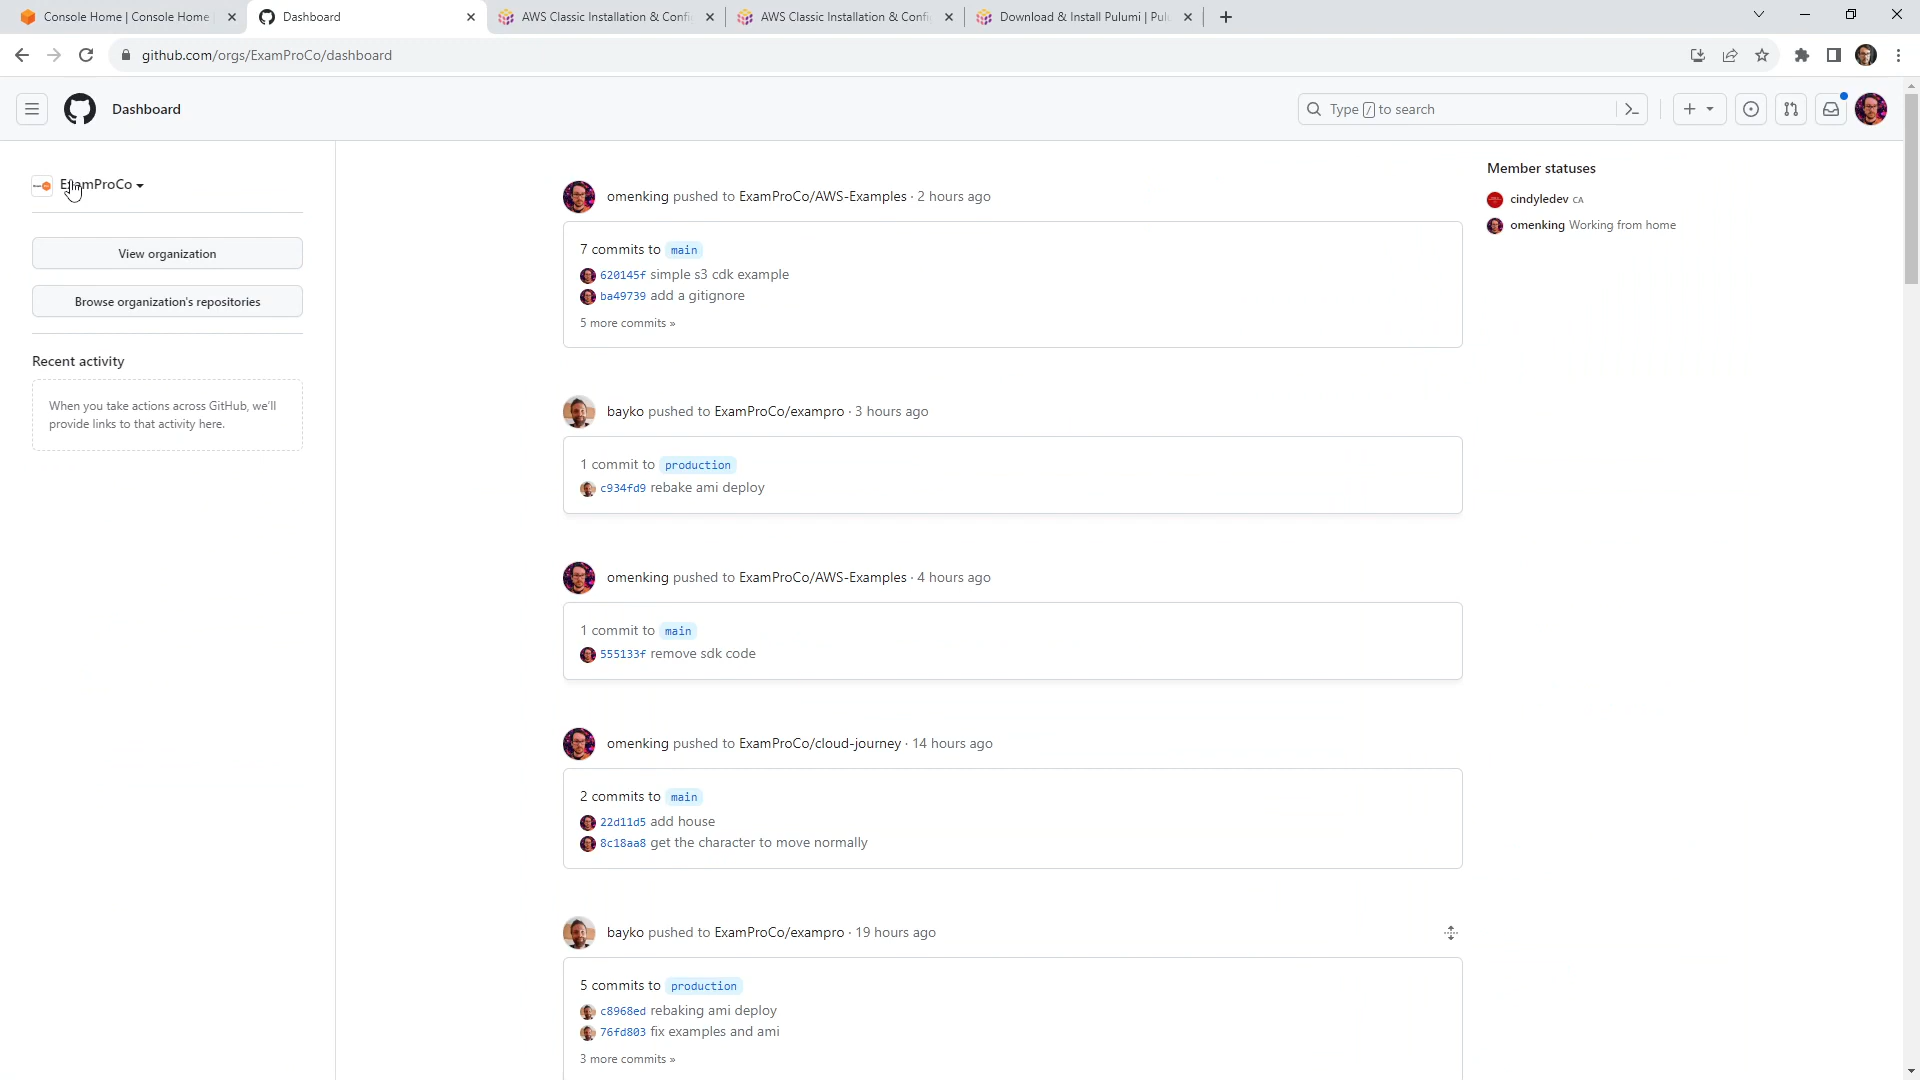 Console Home | Console Home
Dashboard
AWS Classic Installation & Confi
AWS Classic Installation & Confi
Download & Install Pulumi | Pul
github.com/orgs/ExamProCo/dashboard
Dashboard
Type / to search
ExamProCo
View organization
Browse organization's repositories
Recent activity
When you take actions across GitHub, we'll
provide links to that activity here.
omenking pushed to ExamProCo/AWS-Examples · 2 hours ago
7 commits to main
620145f simple s3 cdk example
ba49739 add a gitignore
5 more commits »
bayko pushed to ExamProCo/exampro · 3 hours ago
1 commit to production
c934fd9 rebake ami deploy
omenking pushed to ExamProCo/AWS-Examples · 4 hours ago
1 commit to main
555133f remove sdk code
omenking pushed to ExamProCo/cloud-journey · 14 hours ago
2 commits to main
22d11d5 add house
8c18aa8 get the character to move normally
bayko pushed to ExamProCo/exampro · 19 hours ago
5 commits to production
c8968ed rebaking ami deploy
76fd803 fix examples and ami
3 more commits »
Member statuses
cindyledev CA
omenking Working from home